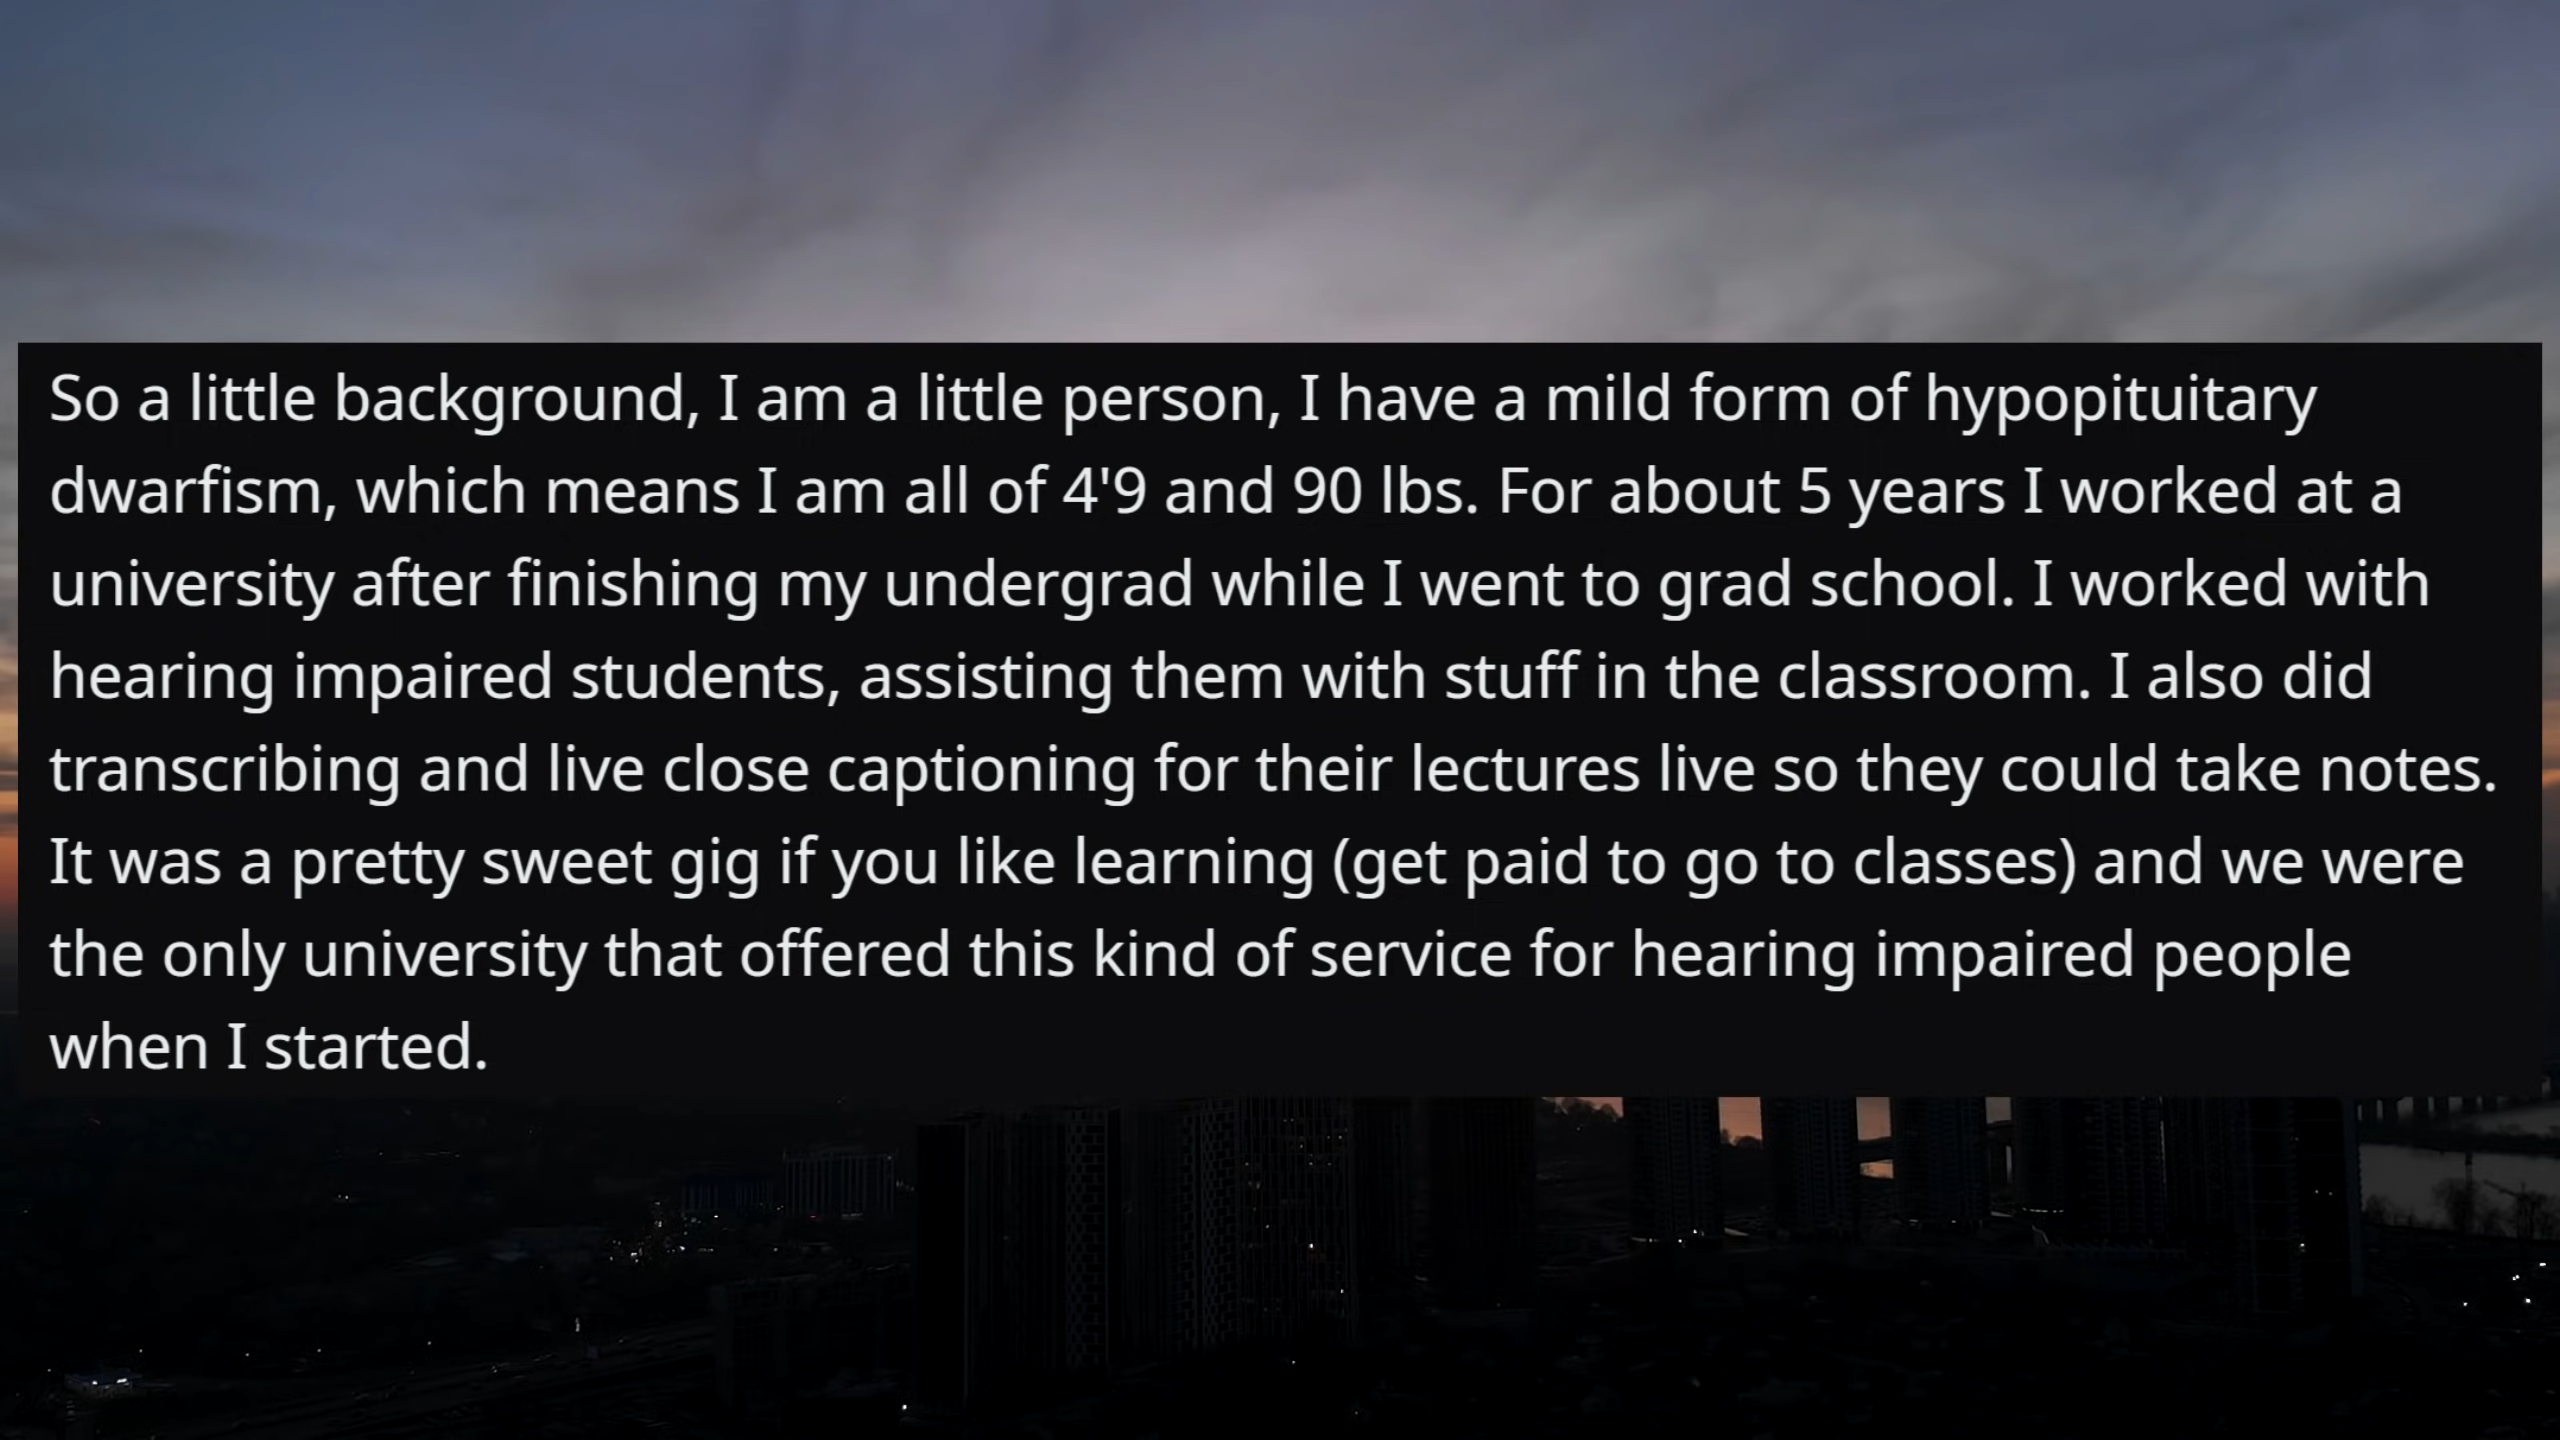 So a little background, I am a little person, I have a mild form of hypopituitary
dwarfism, which means I am all of 4'9 and 90 lbs. For about 5 years I worked at a
university after finishing my undergrad while I went to grad school. I worked with
hearing impaired students, assisting them with stuff in the classroom. I also did
transcribing and live close captioning for their lectures live so they could take notes.
It was a pretty sweet gig if you like learning (get paid to go to classes) and we were
the only university that offered this kind of service for hearing impaired people
when I started.